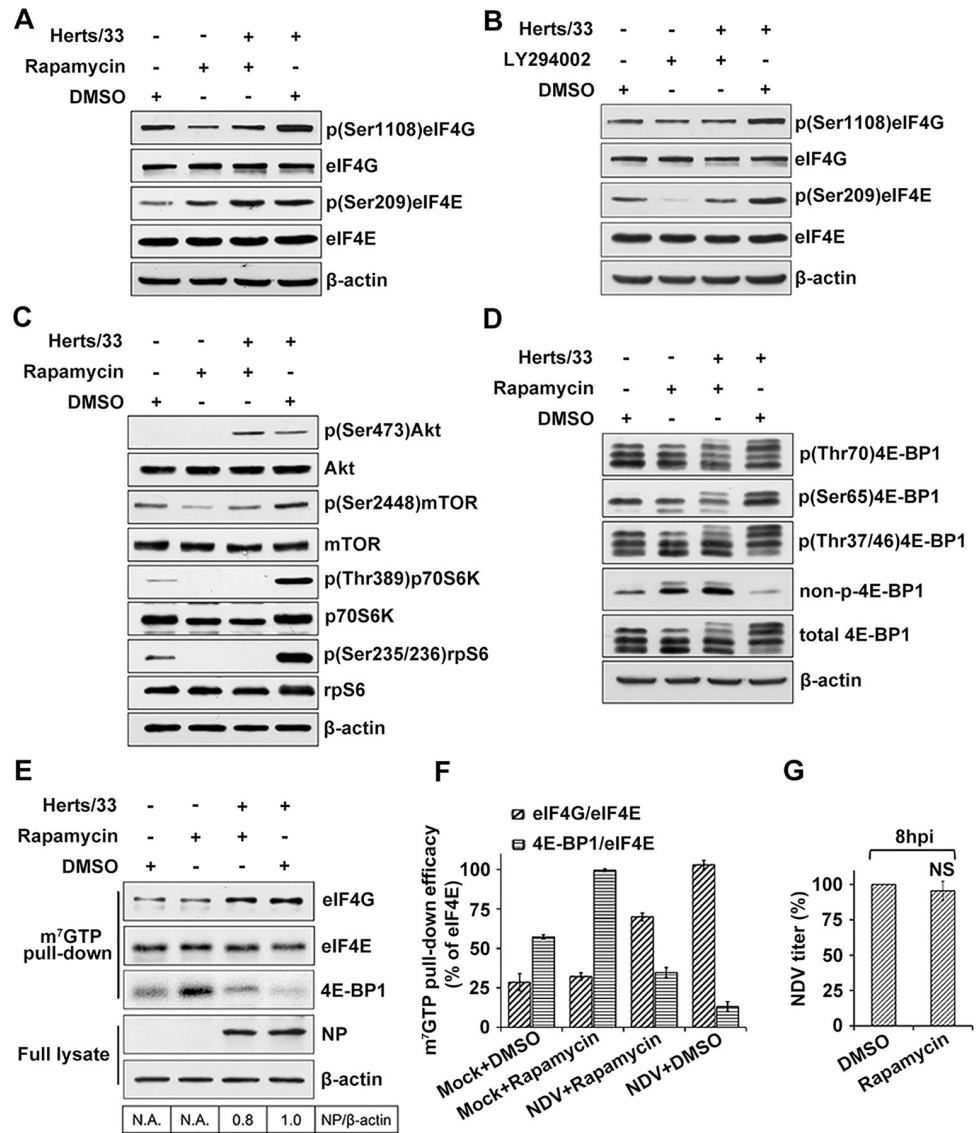 A
Herts/33 - - + +
Rapamycin - + + -
DMSO + - - +
p(Ser1108)eIF4G
eIF4G
p(Ser209)eIF4E
eIF4E
β-actin
B
Herts/33 - - + +
LY294002 - + + -
DMSO + - - +
p(Ser1108)eIF4G
eIF4G
p(Ser209)eIF4E
eIF4E
β-actin
C
Herts/33 - - + +
Rapamycin - + + -
DMSO + - - +
p(Ser473)Akt
Akt
p(Ser2448)mTOR
mTOR
p(Thr389)p70S6K
p70S6K
p(Ser235/236)rpS6
rpS6
β-actin
D
Herts/33 - - + +
Rapamycin - + + -
DMSO + - - +
p(Thr70)4E-BP1
p(Ser65)4E-BP1
p(Thr37/46)4E-BP1
non-p-4E-BP1
total 4E-BP1
β-actin
E
Herts/33 - - + +
Rapamycin - + + -
DMSO + - - +
m⁷GTP
pull-down
eIF4G
eIF4E
4E-BP1
Full lysate
NP
β-actin
N.A. N.A. 0.8 1.0 NP/β-actin
F
eIF4G/eIF4E
4E-BP1/eIF4E
m⁷GTP pull-down efficacy
(% of eIF4E)
100
75
50
25
0
Mock+DMSO
Mock+Rapamycin
NDV+Rapamycin
NDV+DMSO
G
8hpi
NS
NDV titer (%)
100
75
50
25
0
DMSO
Rapamycin